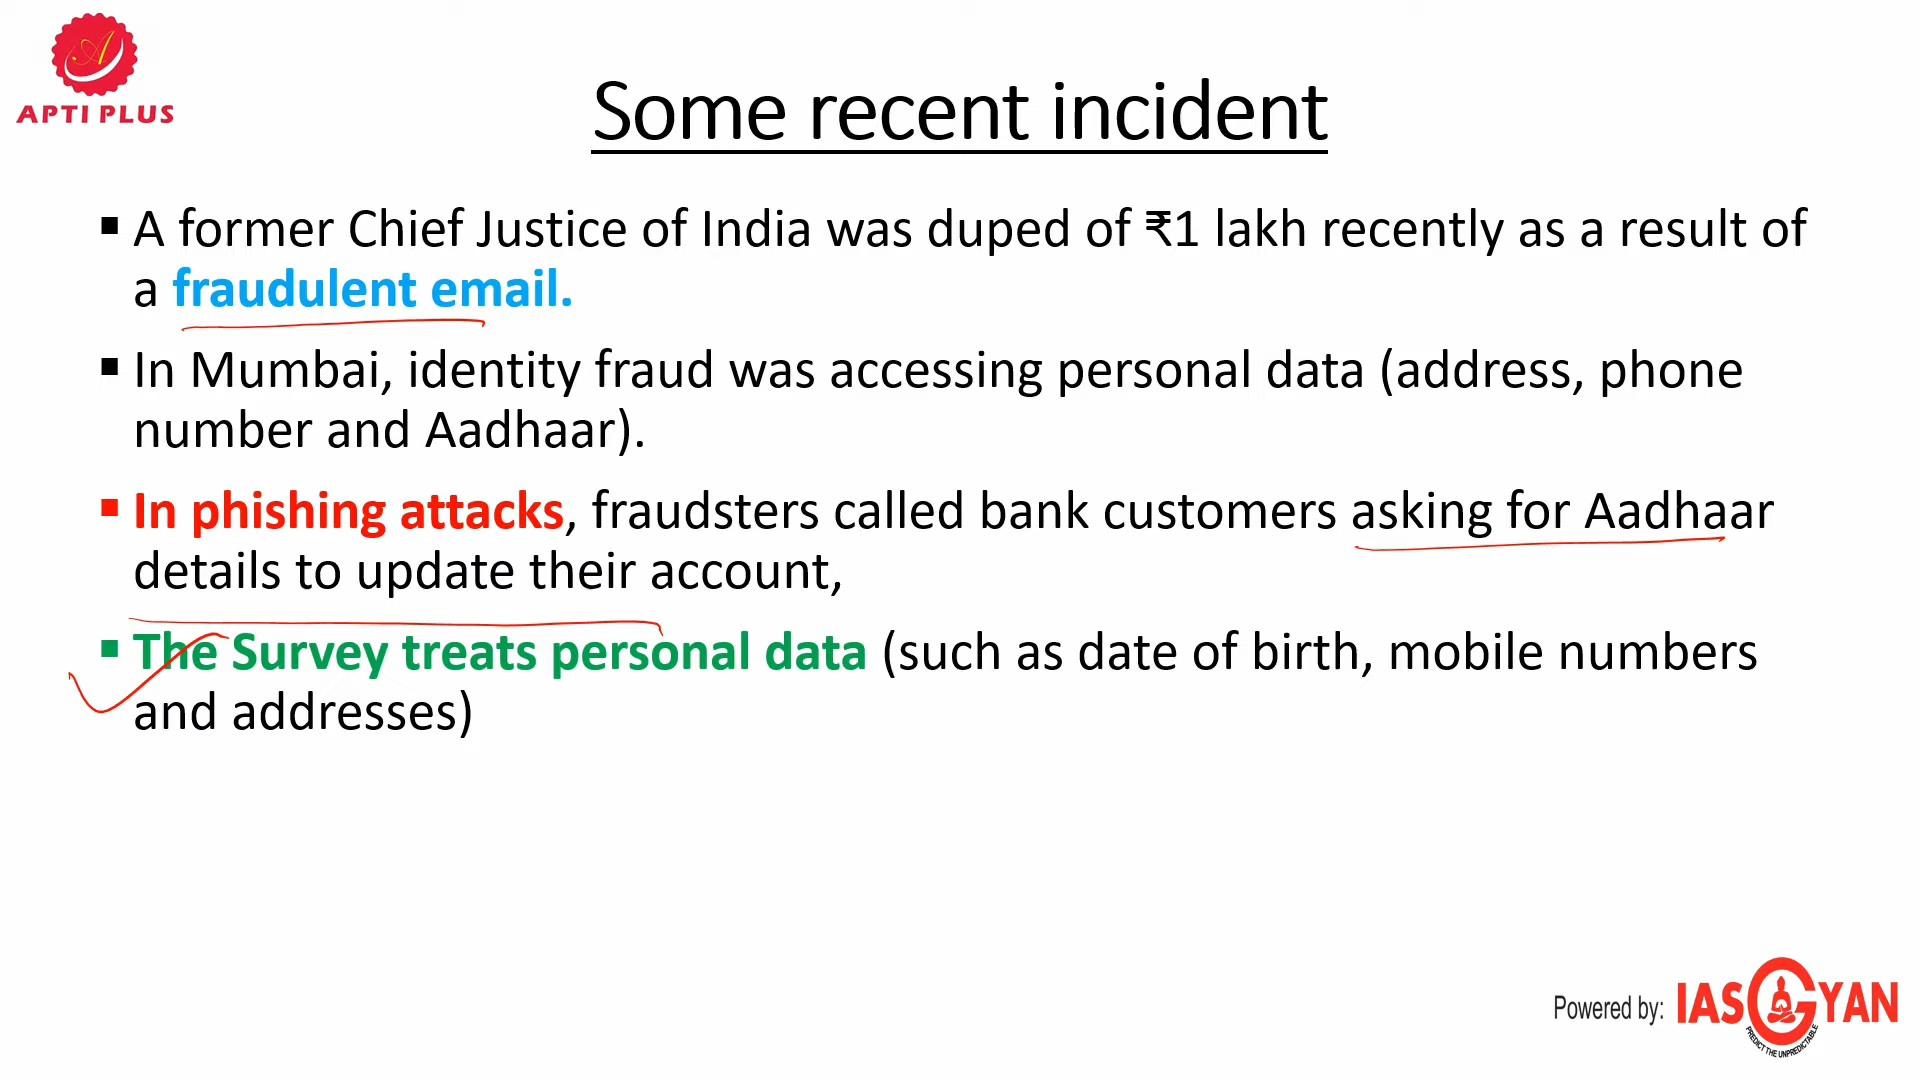 APTI PLUS
Some recent incident
▪ A former Chief Justice of India was duped of ₹1 lakh recently as a result of
a fraudulent email.
▪ In Mumbai, identity fraud was accessing personal data (address, phone
number and Aadhaar).
▪ In phishing attacks, fraudsters called bank customers asking for Aadhaar
details to update their account,
▪ The Survey treats personal data (such as date of birth, mobile numbers
and addresses)
Powered by: IAS GYAN
PREDICT THE UNPREDICTABLE